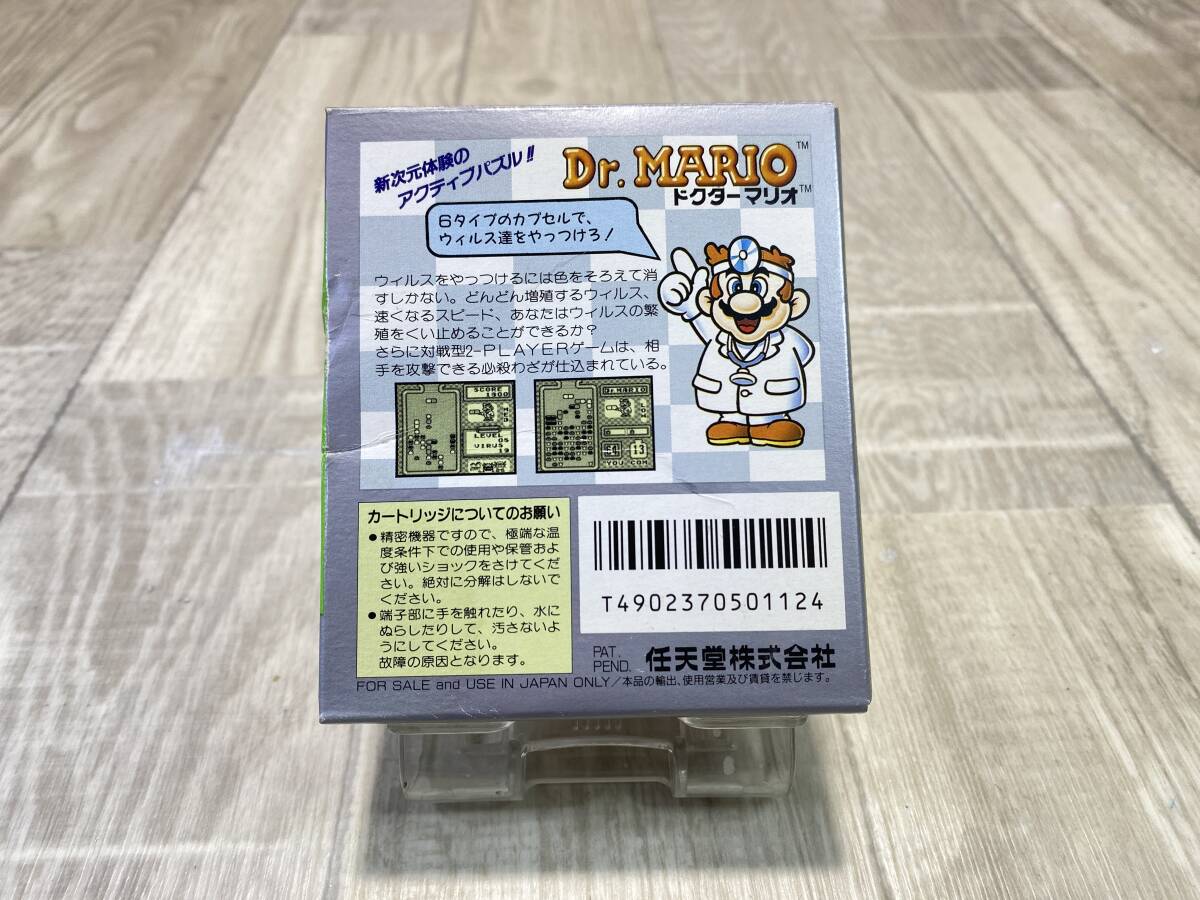 新次元体験の
アクティブパズル!!
Dr. MARIO™
ドクターマリオ™
6タイプのカプセルで、
ウィルス達をやっつけろ!
ウィルスをやっつけるには色をそろえて消
すしかない。どんどん増殖するウィルス、
速くなるスピード、あなたはウィルスの繁
殖をくい止めることができるか?
さらに対戦型2-PLAYERゲームは、相
手を攻撃できる必殺わざが仕込まれている。
SCORE
1300
LEVEL
05
VIRUS
19
Dr.MARIO
13
YOU COM.
カートリッジについてのお願い
●精密機器ですので、極端な温
度条件下での使用や保管およ
び強いショックをさけてくだ
さい。絶対に分解はしないで
ください。
●端子部に手を触れたり、水に
ぬらしたりして、汚さないよ
うにしてください。
故障の原因となります。
T4902370501124
PAT.
PEND. 任天堂株式会社
FOR SALE and USE IN JAPAN ONLY/本品の輸出、使用営業及び賃貸を禁じます。